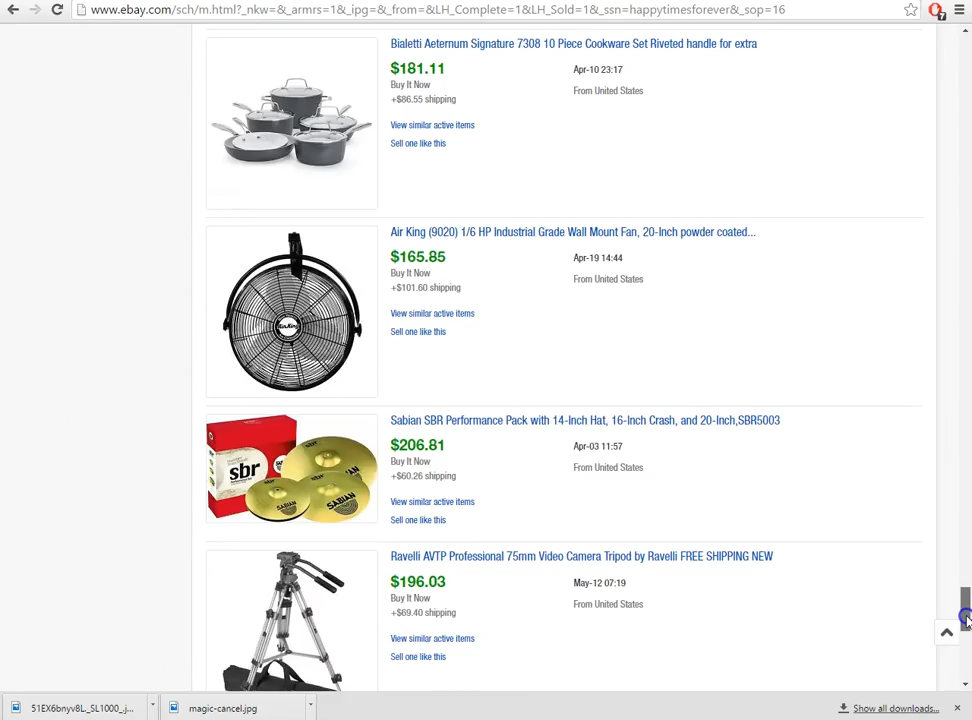 www.ebay.com/sch/m.html?_nkw=&_armrs=1&_ipg=&_from=&LH_Complete=1&LH_Sold=1&_ssn=happytimesforever&_sop=16
7
Bialetti Aeternum Signature 7308 10 Piece Cookware Set Riveted handle for extra
$181.11
Apr-10 23:17
Buy It Now
From United States
+$86.55 shipping
View similar active items
Sell one like this
Air King (9020) 1/6 HP Industrial Grade Wall Mount Fan, 20-Inch powder coated...
$165.85
Apr-19 14:44
Buy It Now
From United States
+$101.60 shipping
View similar active items
Sell one like this
AirKing
Sabian SBR Performance Pack with 14-Inch Hat, 16-Inch Crash, and 20-Inch,SBR5003
$206.81
Apr-03 11:57
Buy It Now
From United States
+$60.26 shipping
View similar active items
Sell one like this
sbr
SABIAN
SABIAN
Ravelli AVTP Professional 75mm Video Camera Tripod by Ravelli FREE SHIPPING NEW
$196.03
May-12 07:19
Buy It Now
From United States
+$69.40 shipping
View similar active items
Sell one like this
51EX6bnyv8L._SL1000_.j...
magic-cancel.jpg
Show all downloads...